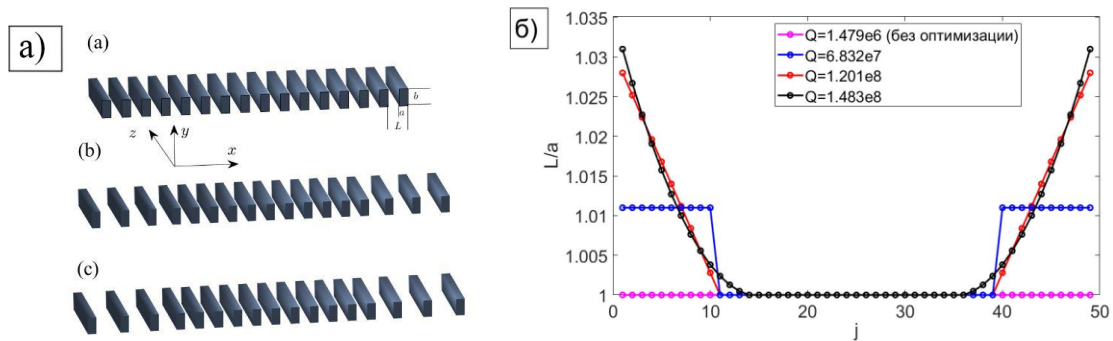 а)
(a)
b
a
L
z
y
x
(b)
(c)
б)
Q=1.479e6 (без оптимизации)
Q=6.832e7
Q=1.201e8
Q=1.483e8
L/a
1.035
1.03
1.025
1.02
1.015
1.01
1.005
1
0 10 20 30 40 50
j